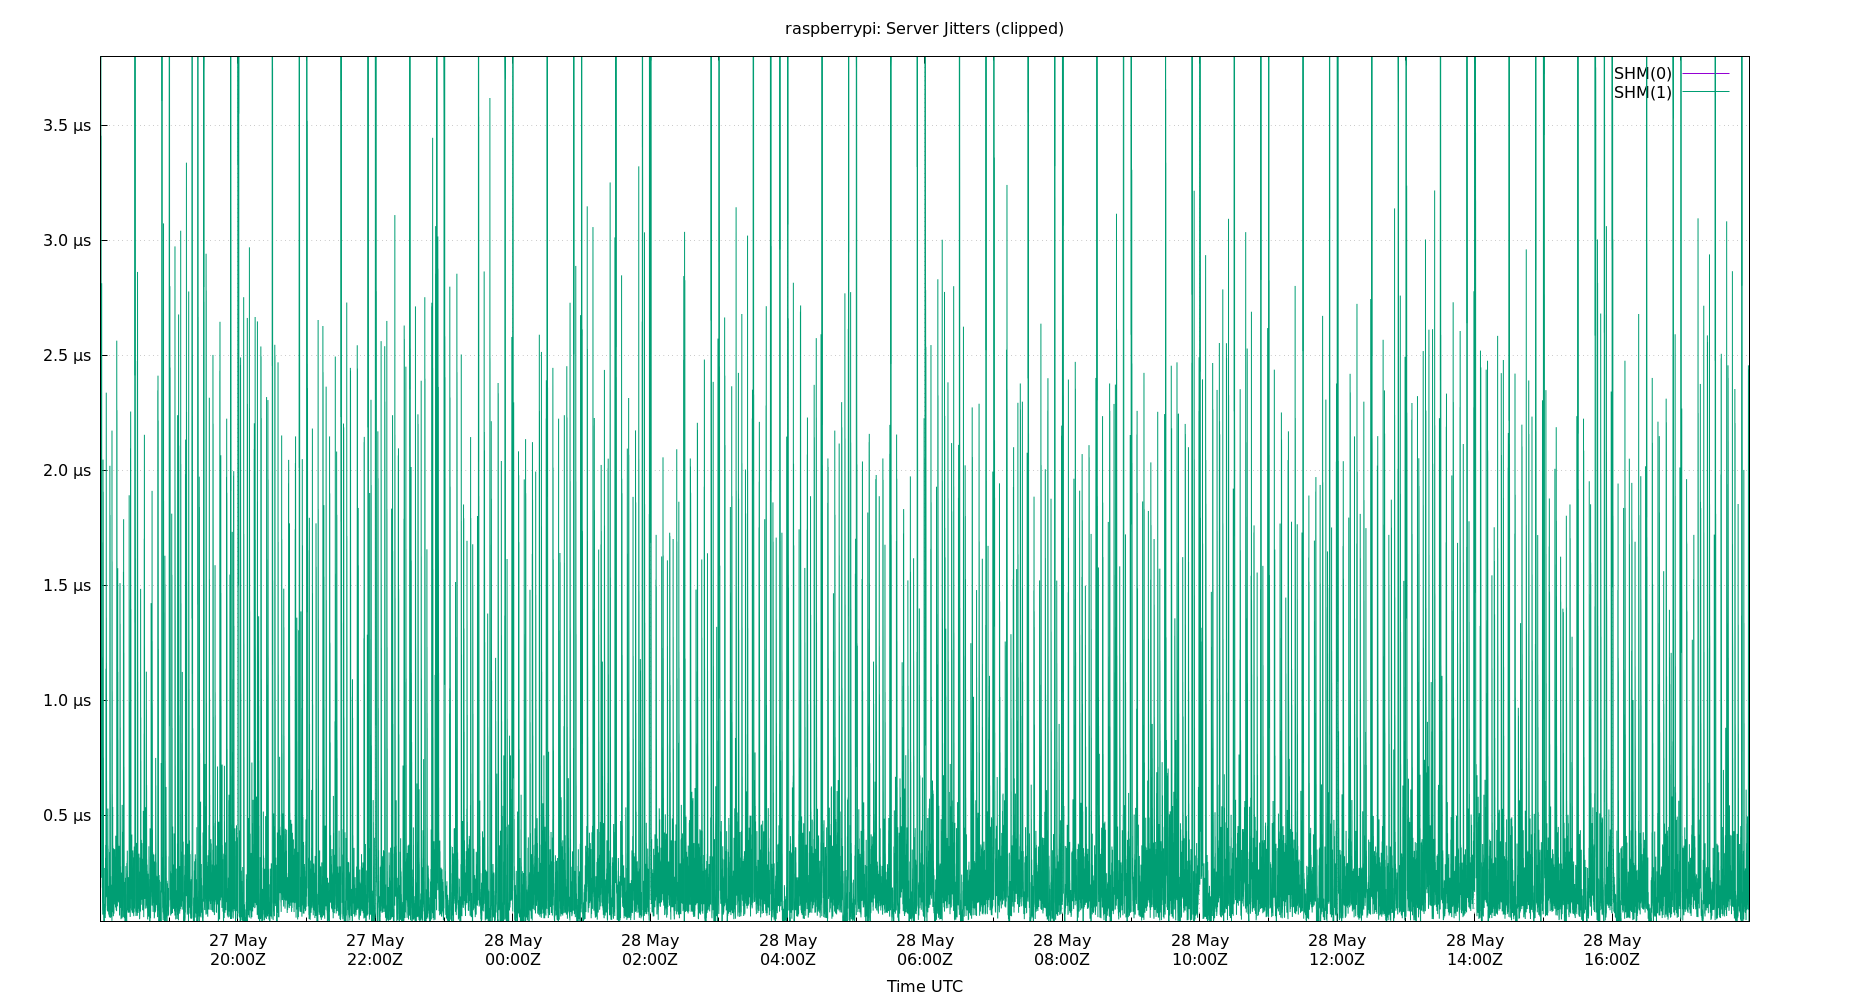 raspberrypi: Server Jitters (clipped)
SHM(0)
SHM(1)
3.5 μs
3.0 μs
2.5 μs
2.0 μs
1.5 μs
1.0 μs
0.5 μs
27 May 27 May 28 May 28 May 28 May 28 May 28 May 28 May 28 May 28 May 28 May
20:00Z 22:00Z 00:00Z 02:00Z 04:00Z 06:00Z 08:00Z 10:00Z 12:00Z 14:00Z 16:00Z
Time UTC